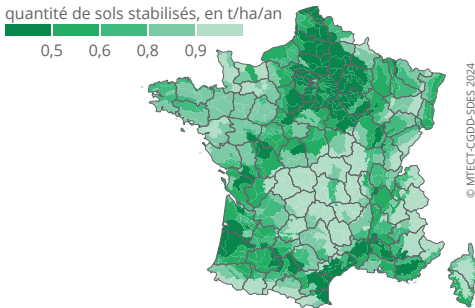 quantité de sols stabilisés, en t/ha/an
0,5 0,6 0,8 0,9
© MTECT-CGDD-SDES 2024